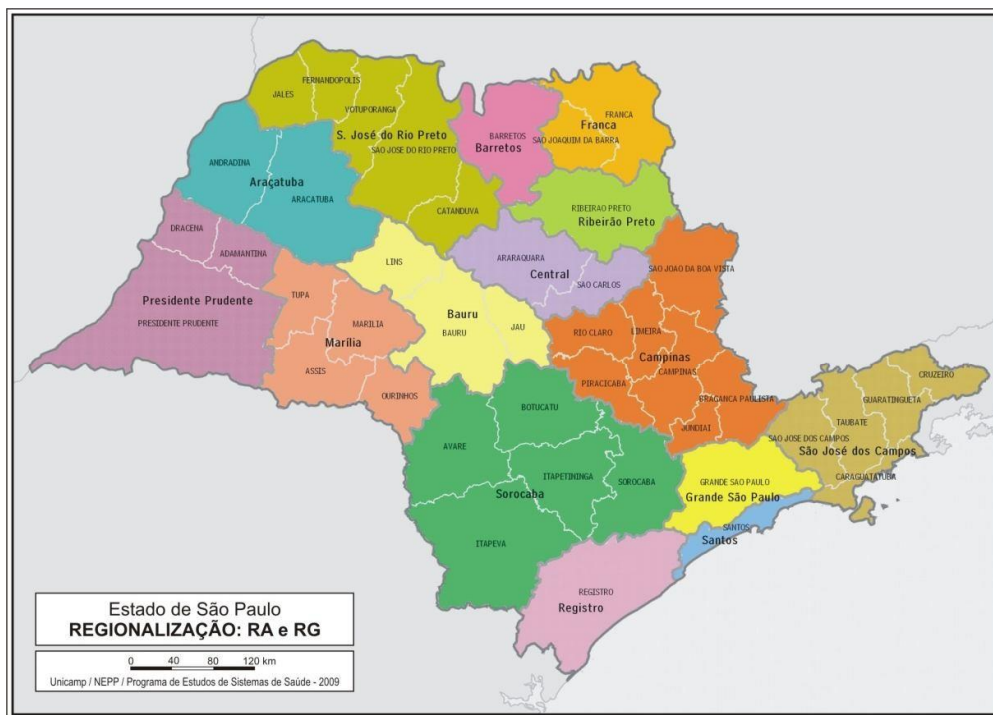 FERNANDOPOLIS
JALES
VOTUPORANGA
S. José do Rio Preto
SAO JOSE DO RIO PRETO
CATANDUVA
BARRETOS
Barretos
FRANCA
Franca
SAO JOAQUIM DA BARRA
ANDRADINA
Araçatuba
ARACATUBA
RIBEIRAO PRETO
Ribeirão Preto
DRACENA
ADAMANTINA
Presidente Prudente
PRESIDENTE PRUDENTE
LINS
Bauru
BAURU
JAU
ARARAQUARA
Central
SAO CARLOS
SAO JOAO DA BOA VISTA
TUPA
MARILIA
Marília
ASSIS
OURINHOS
RIO CLARO
LIMEIRA
Campinas
CAMPINAS
PIRACICABA
BRAGANCA PAULISTA
JUNDIAI
CRUZEIRO
GUARATINGUETA
TAUBATE
SAO JOSE DOS CAMPOS
São José dos Campos
CARAGUATATUBA
BOTUCATU
AVARE
ITAPETININGA
SOROCABA
Sorocaba
ITAPEVA
GRANDE SAO PAULO
Grande São Paulo
SANTOS
Santos
REGISTRO
Registro
Estado de São Paulo
REGIONALIZAÇÃO: RA e RG
0 40 80 120 km
Unicamp / NEPP / Programa de Estudos de Sistemas de Saúde - 2009